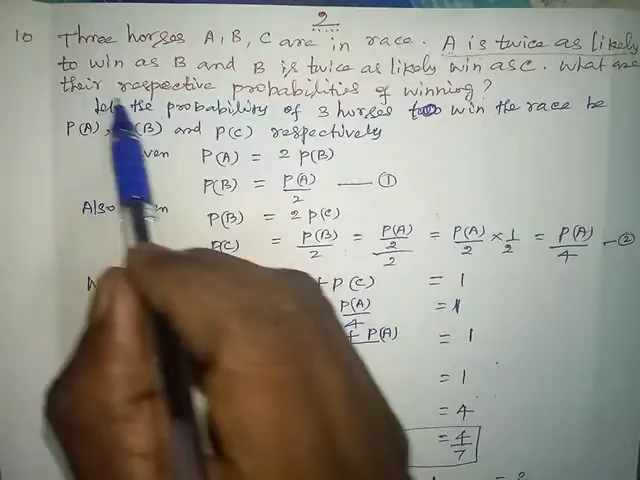 9
10 Three horses A, B, C are in race. A is twice as likely
to win as B and B is twice as likely win as C. What are
their respective probabilities of winning?
let the probability of 3 horses to win the race be
P(A), (B) and P(C) respectively
P(A) = 2 P(B)
P(B) = P(A)/2 —— ①
Also
P(B) = 2 P(C)
P(C) = P(B)/2 = P(A)/2/2 = P(A)/2 × 1/2 = P(A)/4 —②
+ P(C) = 1
P(A)/4 = 1
+ P(A) = 1
= 1
= 4
= 4/7